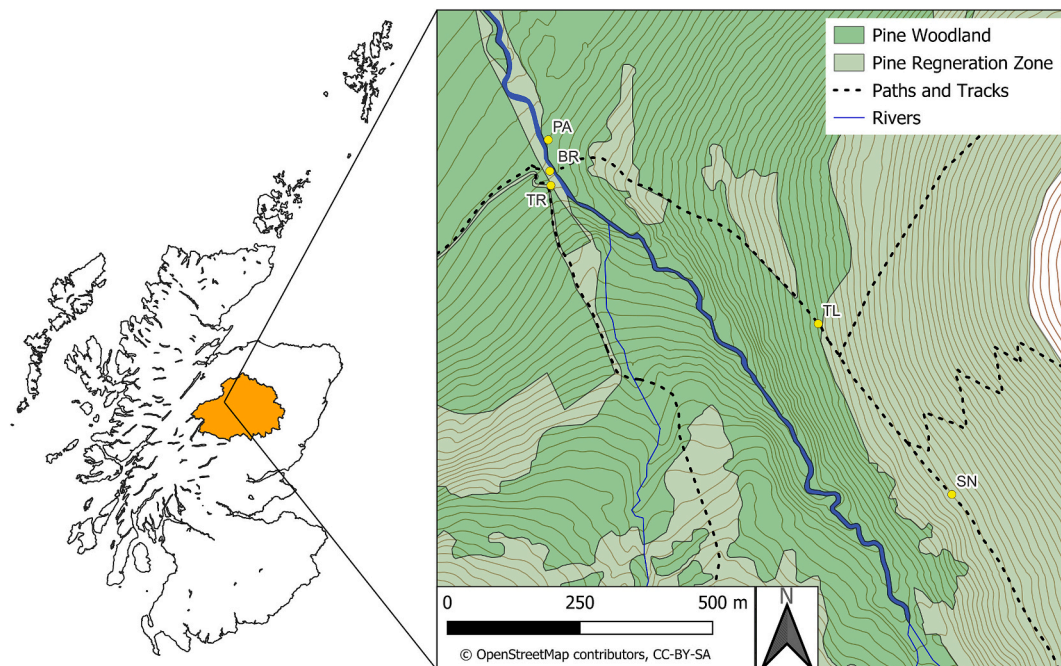 Pine Woodland
Pine Regneration Zone
Paths and Tracks
Rivers
PA
BR
TR
TL
SN
N
0 250 500 m
© OpenStreetMap contributors, CC-BY-SA